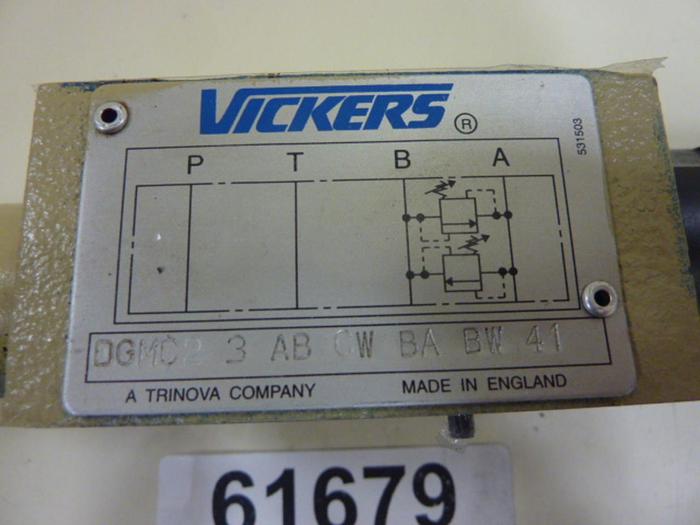 VICKERS ®
531503
P T B A
DGMC2 3 AB CW BA BW 41
A TRINOVA COMPANY MADE IN ENGLAND
61679